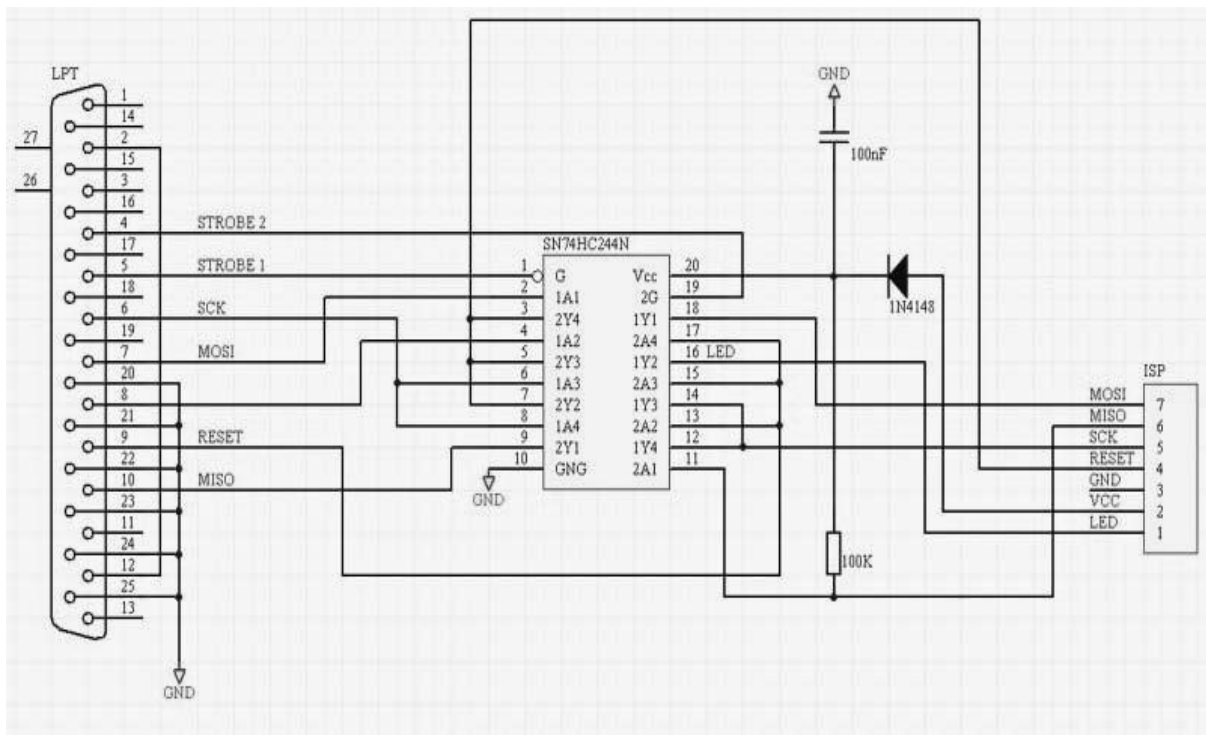 LPT
1
14
2
27
15
3
26
16
4
STROBE 2
17
5
STROBE 1
18
6
SCK
19
7
MOSI
20
8
21
9
RESET
22
10
MISO
23
11
24
12
25
13
GND
SN74HC244N
1 G Vcc 20
2 1A1 2G 19
3 2Y4 1Y1 18
4 1A2 2A4 17
5 2Y3 1Y2 16 LED
6 1A3 2A3 15
7 2Y2 1Y3 14
8 1A4 2A2 13
9 2Y1 1Y4 12
10 GNG 2A1 11
GND
GND
100nF
1N4148
100K
ISP
MOSI 7
MISO 6
SCK 5
RESET 4
GND 3
VCC 2
LED 1